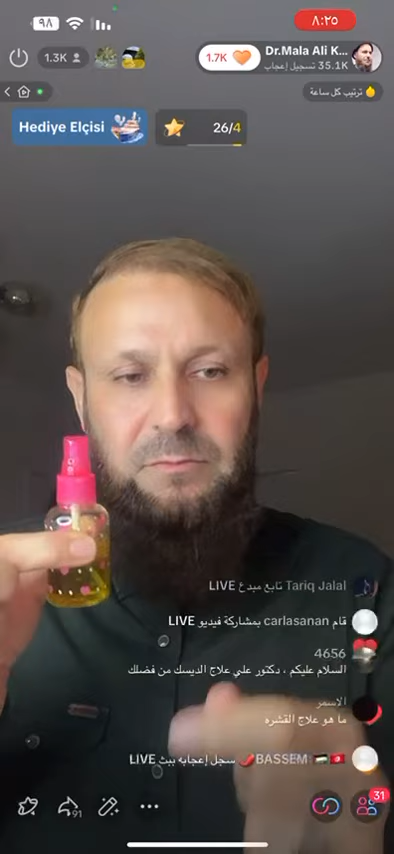 ٩٨
٨:٢٥
1.3K
1.7K
Dr.Mala Ali K...
35.1K تسجيل إعجاب
ترتيب كل ساعة
Hediye Elçisi
26/4
Tariq Jalal تابع مبدع LIVE
قام carlasanan بمشاركة فيديو LIVE
4656
السلام عليكم ، دكتور علي علاج الديسك من فضلك
الاسمر
ما هو علاج القشره
BASSEM سجل إعجابه ببث LIVE
91
31